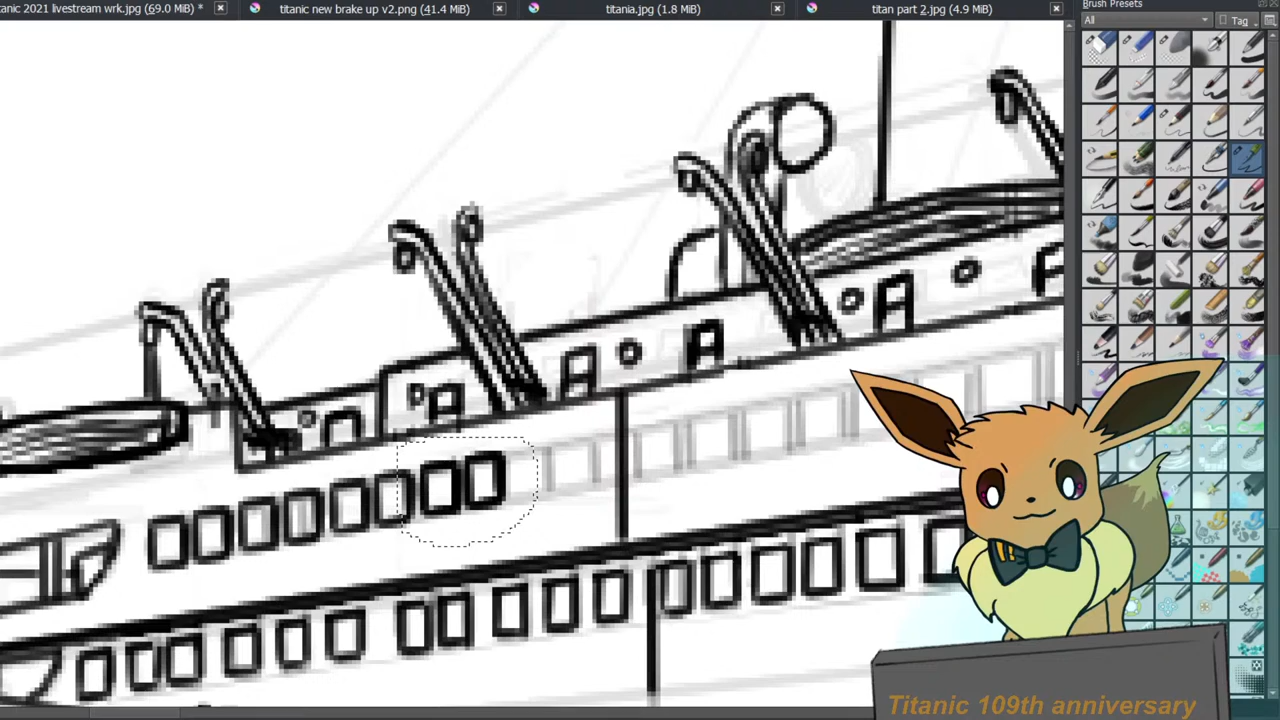 tanic 2021 livestream wrk.jpg (69.0 MiB) *
titanic new brake up v2.png (41.4 MiB)
titania.jpg (1.8 MiB)
titan part 2.jpg (4.9 MiB)
Brush Presets
All
Tag
Titanic 109th anniversary